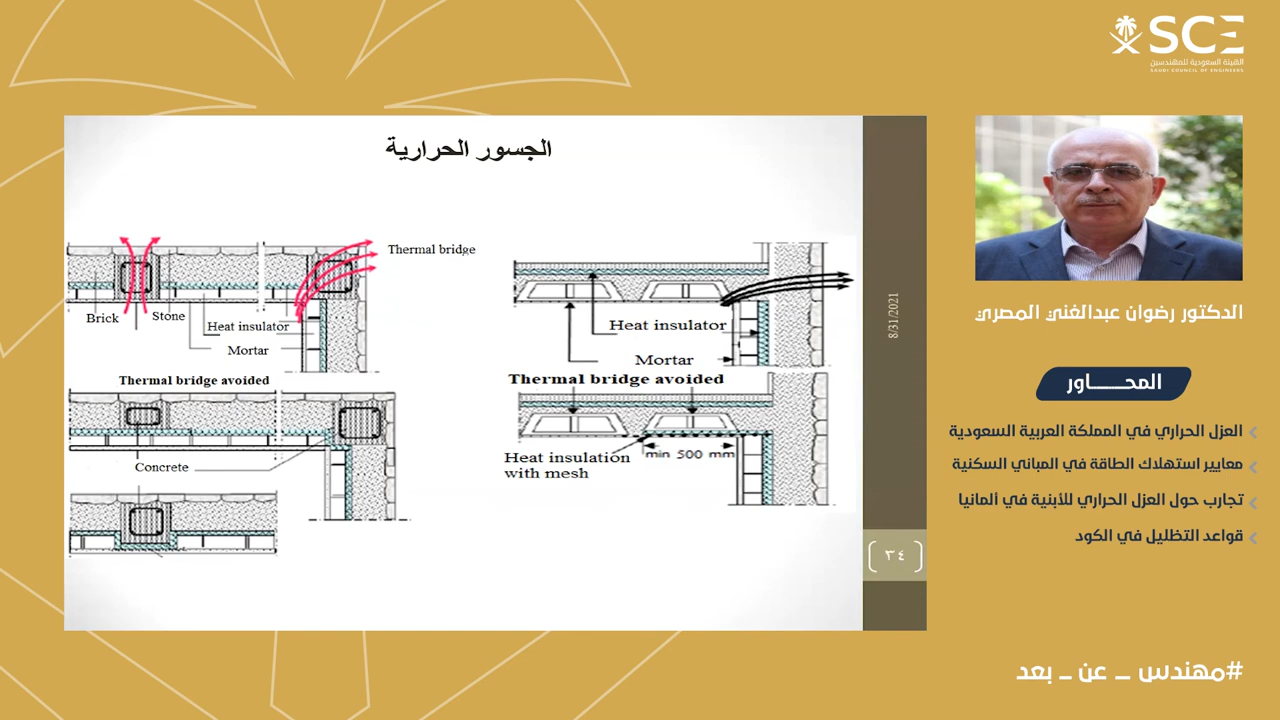 SCE
الهيئة السعودية للمهندسين
SAUDI COUNCIL OF ENGINEERS
الجسور الحرارية
Thermal bridge
Brick
Stone
Heat insulator
Mortar
Thermal bridge avoided
Concrete
Heat insulator
Mortar
Thermal bridge avoided
Heat insulation
with mesh
min 500 mm
8/31/2021
٣٤
الدكتور رضوان عبدالغني المصري
المحـــــاور
العزل الحراري في المملكة العربية السعودية
معايير استهلاك الطاقة في المباني السكنية
تجارب حول العزل الحراري للأبنية في ألمانيا
قواعد التظليل في الكود
#مهندس _ عن _ بعد